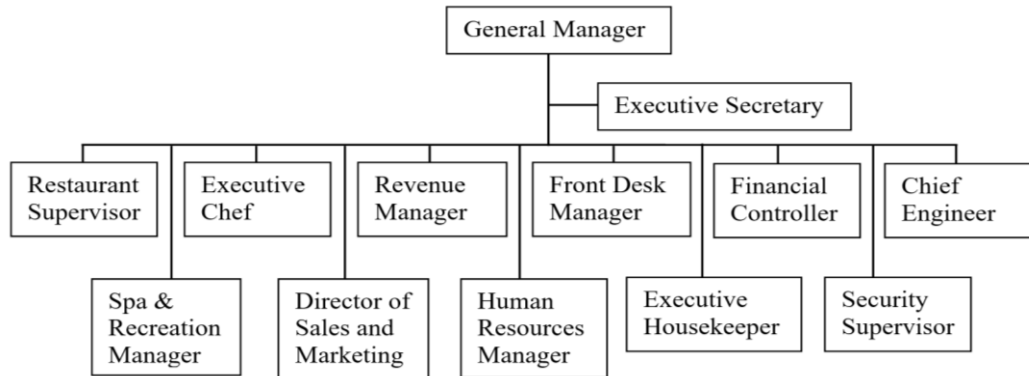 General Manager
Executive Secretary
Restaurant
Supervisor
Executive
Chef
Revenue
Manager
Front Desk
Manager
Financial
Controller
Chief
Engineer
Spa &
Recreation
Manager
Director of
Sales and
Marketing
Human
Resources
Manager
Executive
Housekeeper
Security
Supervisor